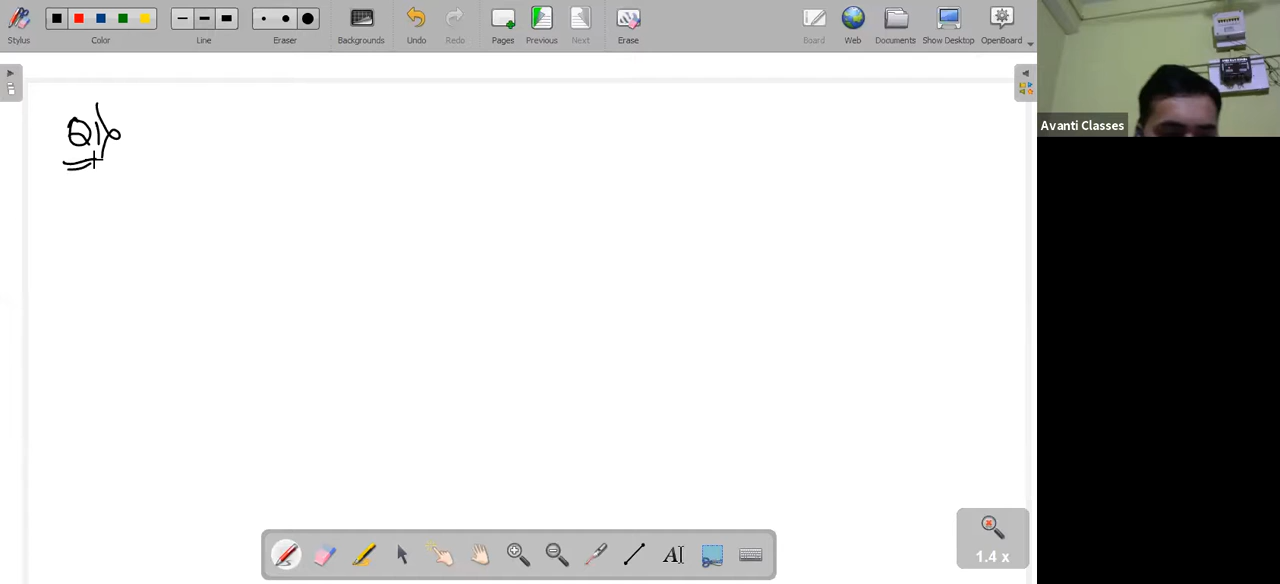 Stylus Color Line Eraser Backgrounds Undo Redo Pages Previous Next Erase Board Web Documents Show Desktop OpenBoard
Avanti Classes
Q1)
1.4 x